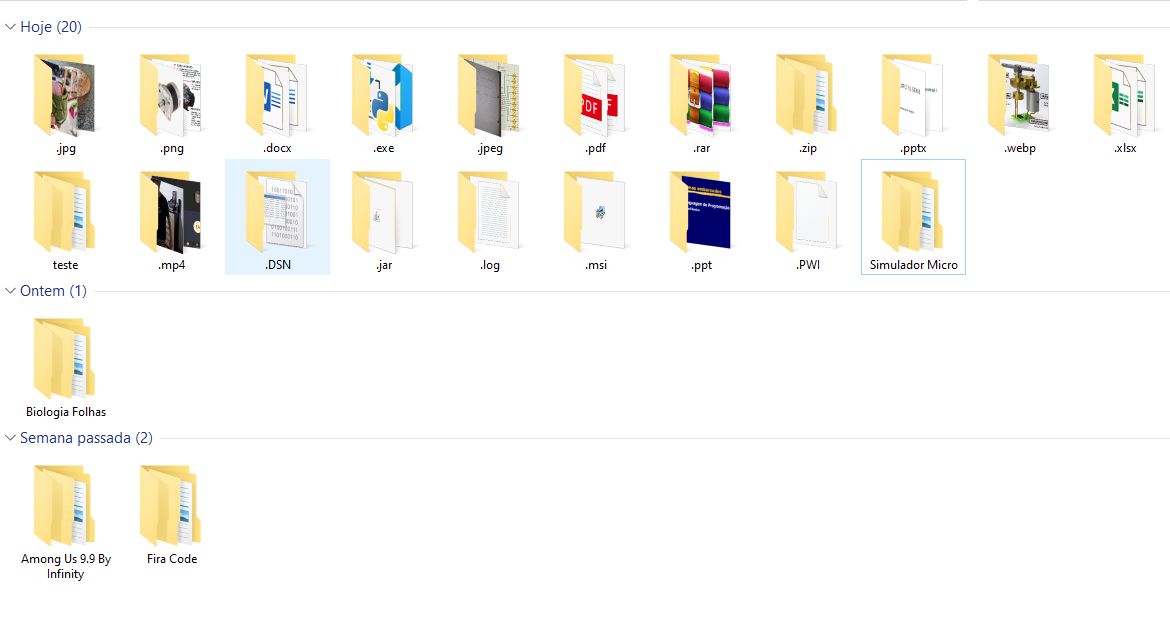 Hoje (20)
.jpg
.png
.docx
.exe
.jpeg
.pdf
.rar
.zip
.pptx
.webp
.xlsx
teste
.mp4
.DSN
.jar
.log
.msi
.ppt
.PWI
Simulador Micro
Ontem (1)
Biologia Folhas
Semana passada (2)
Among Us 9.9 By
Infinity
Fira Code